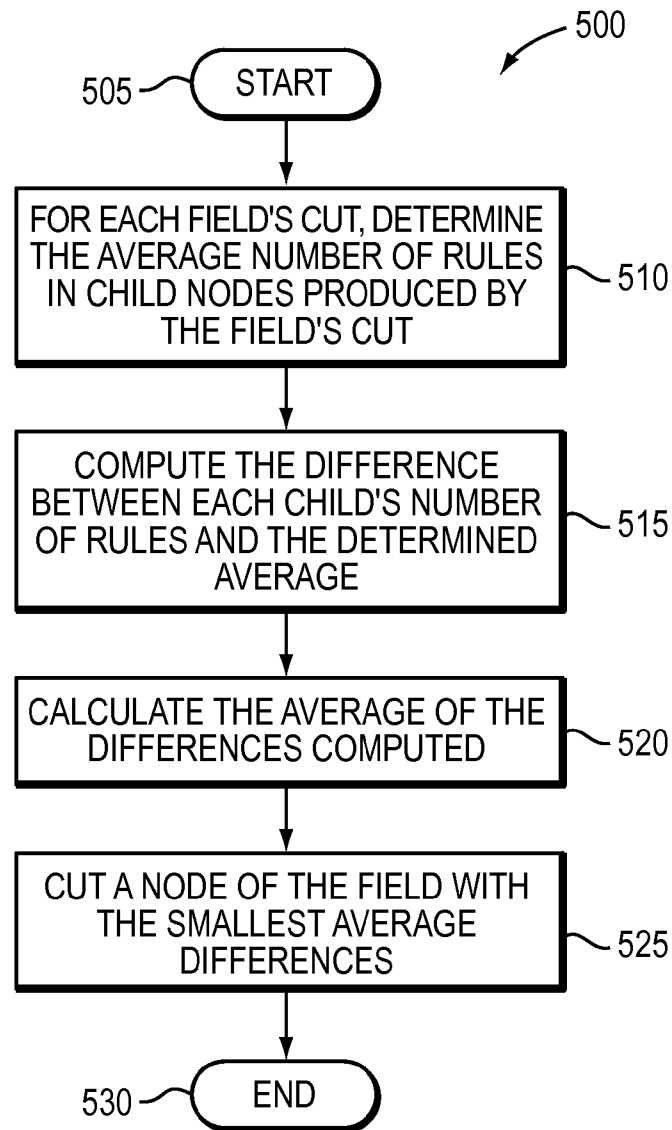 500
505
START
FOR EACH FIELD'S CUT, DETERMINE
THE AVERAGE NUMBER OF RULES
IN CHILD NODES PRODUCED BY
THE FIELD'S CUT
510
COMPUTE THE DIFFERENCE
BETWEEN EACH CHILD'S NUMBER
OF RULES AND THE DETERMINED
AVERAGE
515
CALCULATE THE AVERAGE OF THE
DIFFERENCES COMPUTED
520
CUT A NODE OF THE FIELD WITH
THE SMALLEST AVERAGE
DIFFERENCES
525
530
END